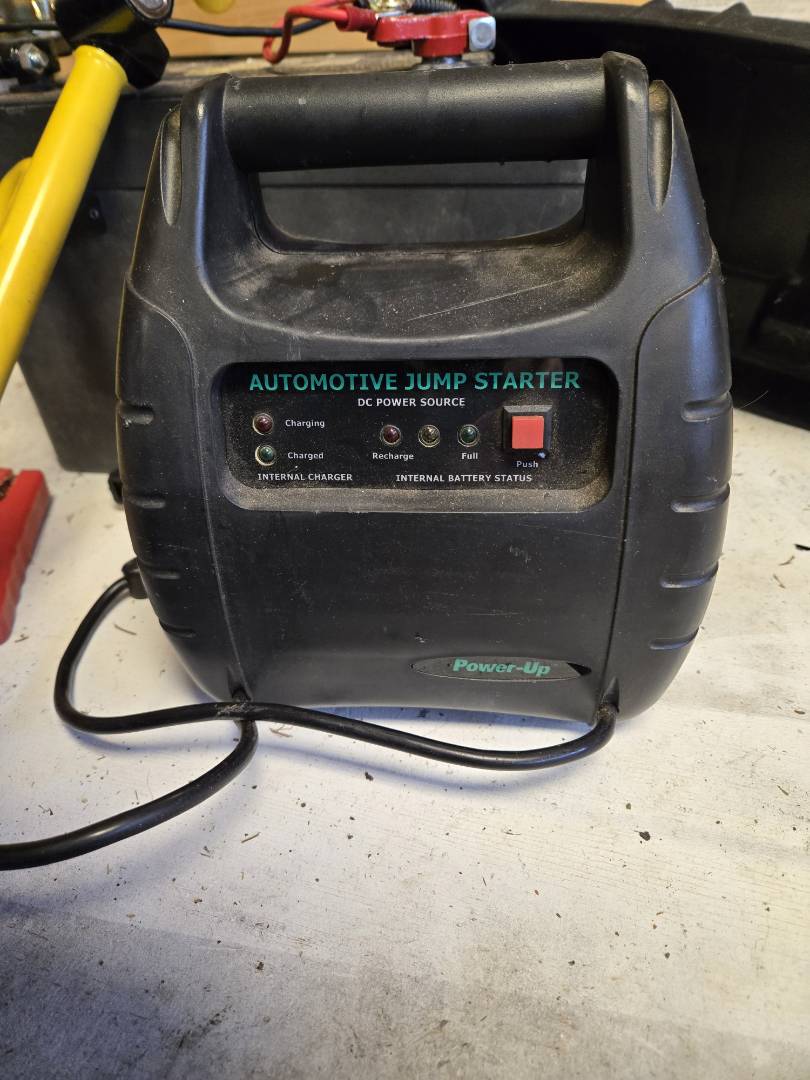 AUTOMOTIVE JUMP STARTER
DC POWER SOURCE
Charging
Charged
INTERNAL CHARGER
Recharge
Full
INTERNAL BATTERY STATUS
Push
Power-Up